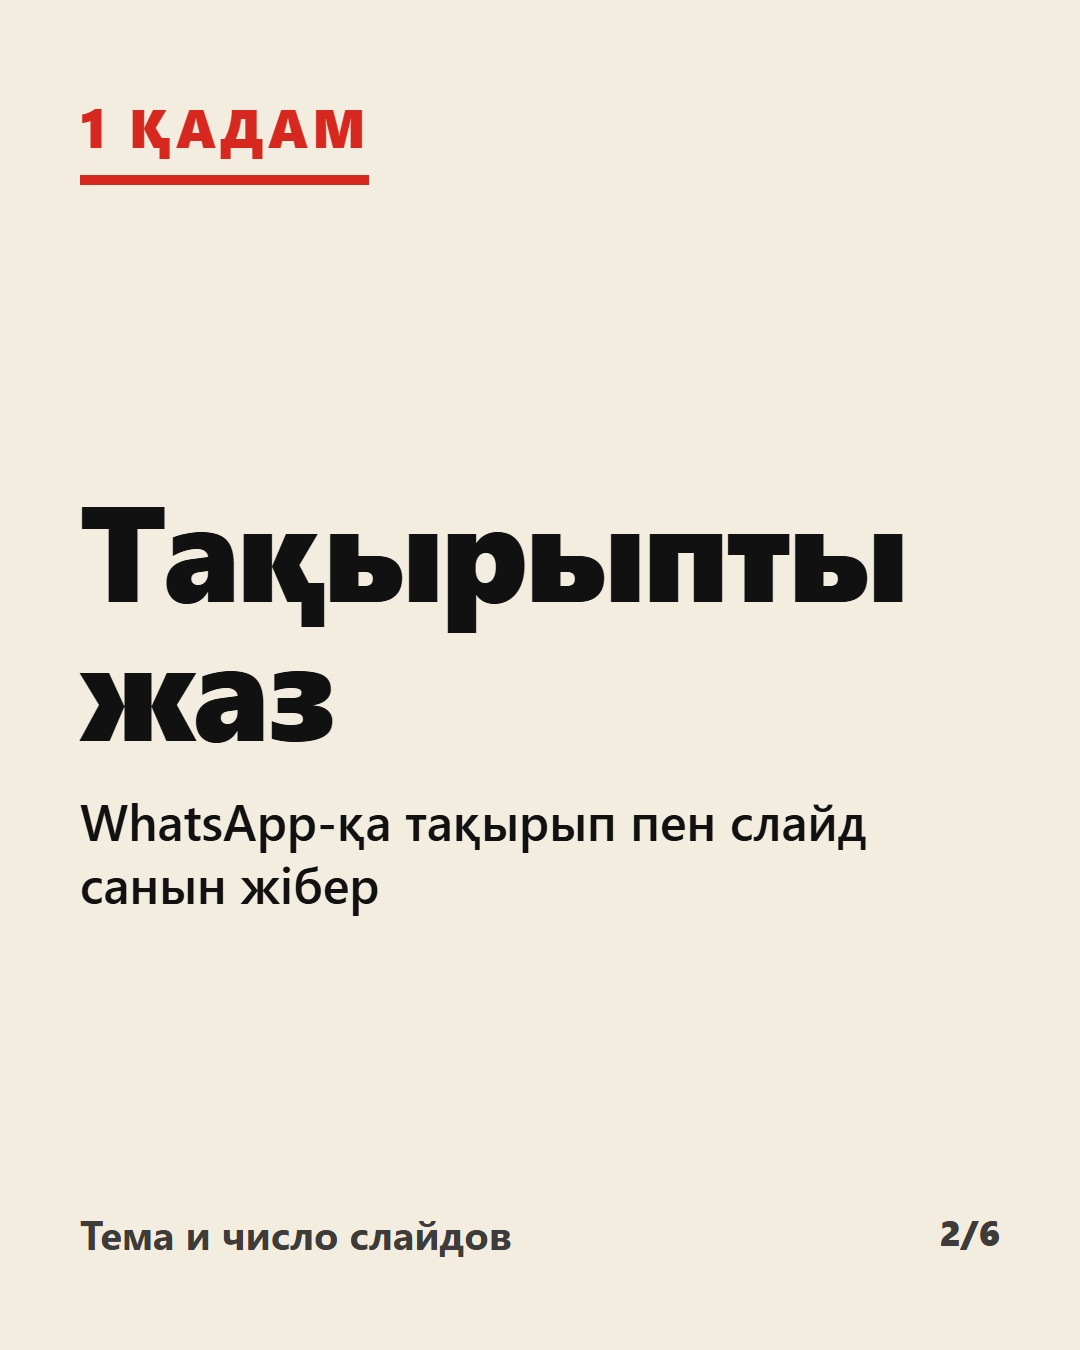 1 ҚАДАМ
Тақырыпты
жаз
WhatsApp-қа тақырып пен слайд
санын жібер
Тема и число слайдов
2/6